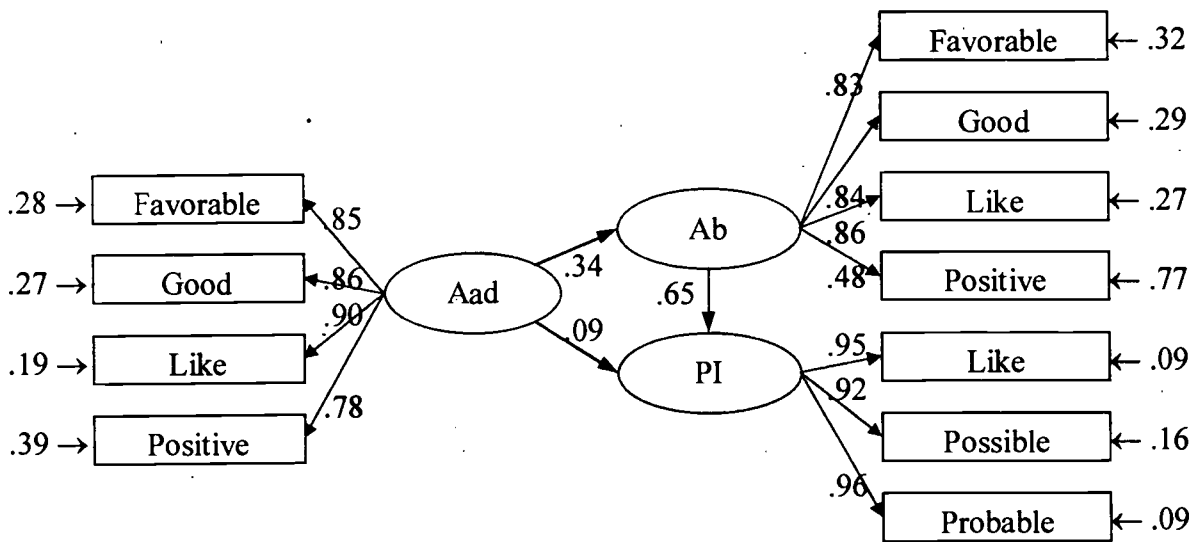 Favorable ← .32
.83
Good ← .29
.84 Like ← .27
.86
.48 Positive ← .77
.28 → Favorable
.85
.27 → Good
.86
.90
.19 → Like
.78
.39 → Positive
Aad
.34
.09
Ab
.65
PI
.95 Like ← .09
.92
Possible ← .16
.96
Probable ← .09